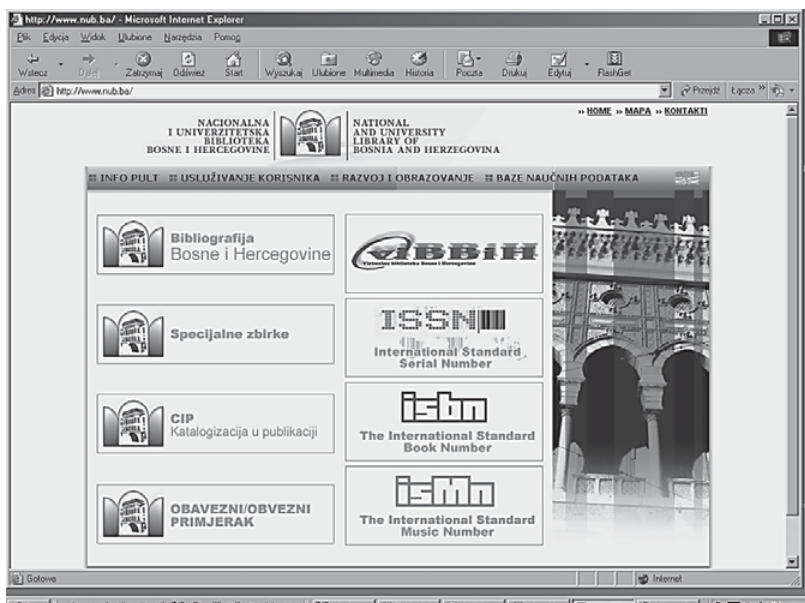 http://www.nub.ba/ - Microsoft Internet Explorer
Plik Edycja Widok Ulubione Narzędzia Pomoc
Wstecz Dalej Zatrzymaj Odśwież Start Wyszukaj Ulubione Multimedia Historia Poczta Drukuj Edytuj FlashGet
Adres http://www.nub.ba/ Przejdź Łącza
HOME MAPA KONTAKTI
NACIONALNA
I UNIVERZITETSKA
BIBLIOTEKA
BOSNE I HERCEGOVINE
NATIONAL
AND UNIVERSITY
LIBRARY OF
BOSNIA AND HERZEGOVINA
INFO PULT USLUŽIVANJE KORISNIKA RAZVOJ I OBRAZOVANJE BAZE NAUČNIH PODATAKA
Bibliografija
Bosne i Hercegovine
Specijalne zbirke
CIP
Katalogizacija u publikaciji
OBAVEZNI/OBVEZNI
PRIMJERAK
viBBiH
Virtualna biblioteka Bosne i Hercegovine
ISSN
International Standard
Serial Number
isbn
The International Standard
Book Number
isMn
The International Standard
Music Number
Gotowe Internet